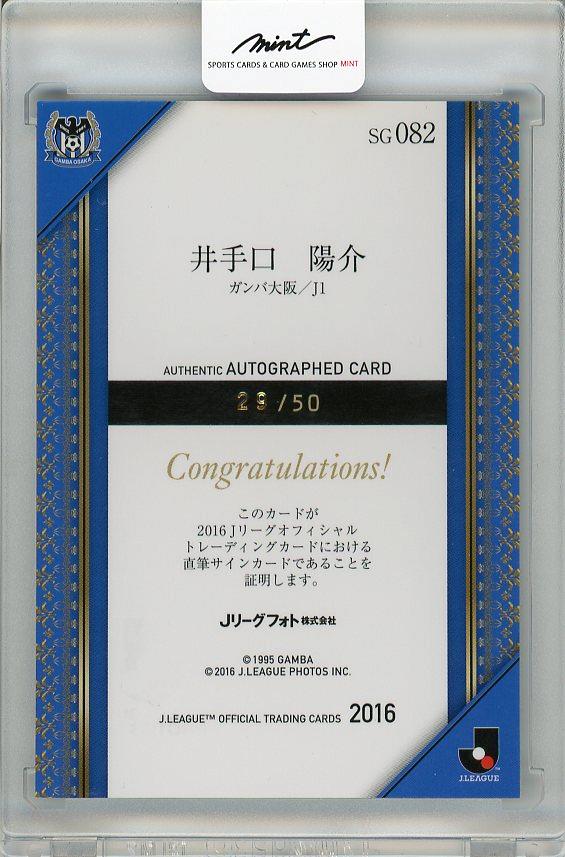 mint
SPORTS CARDS & CARD GAMES SHOP MINT
GAMBA OSAKA
SG 082
井手口　陽介
ガンバ大阪／J1
AUTHENTIC AUTOGRAPHED CARD
29/50
Congratulations!
このカードが
2016 Jリーグオフィシャル
トレーディングカードにおける
直筆サインカードであることを
証明します。
Jリーグフォト株式会社
©1995 GAMBA
©2016 J.LEAGUE PHOTOS INC.
J.LEAGUE™ OFFICIAL TRADING CARDS 2016
J.LEAGUE™